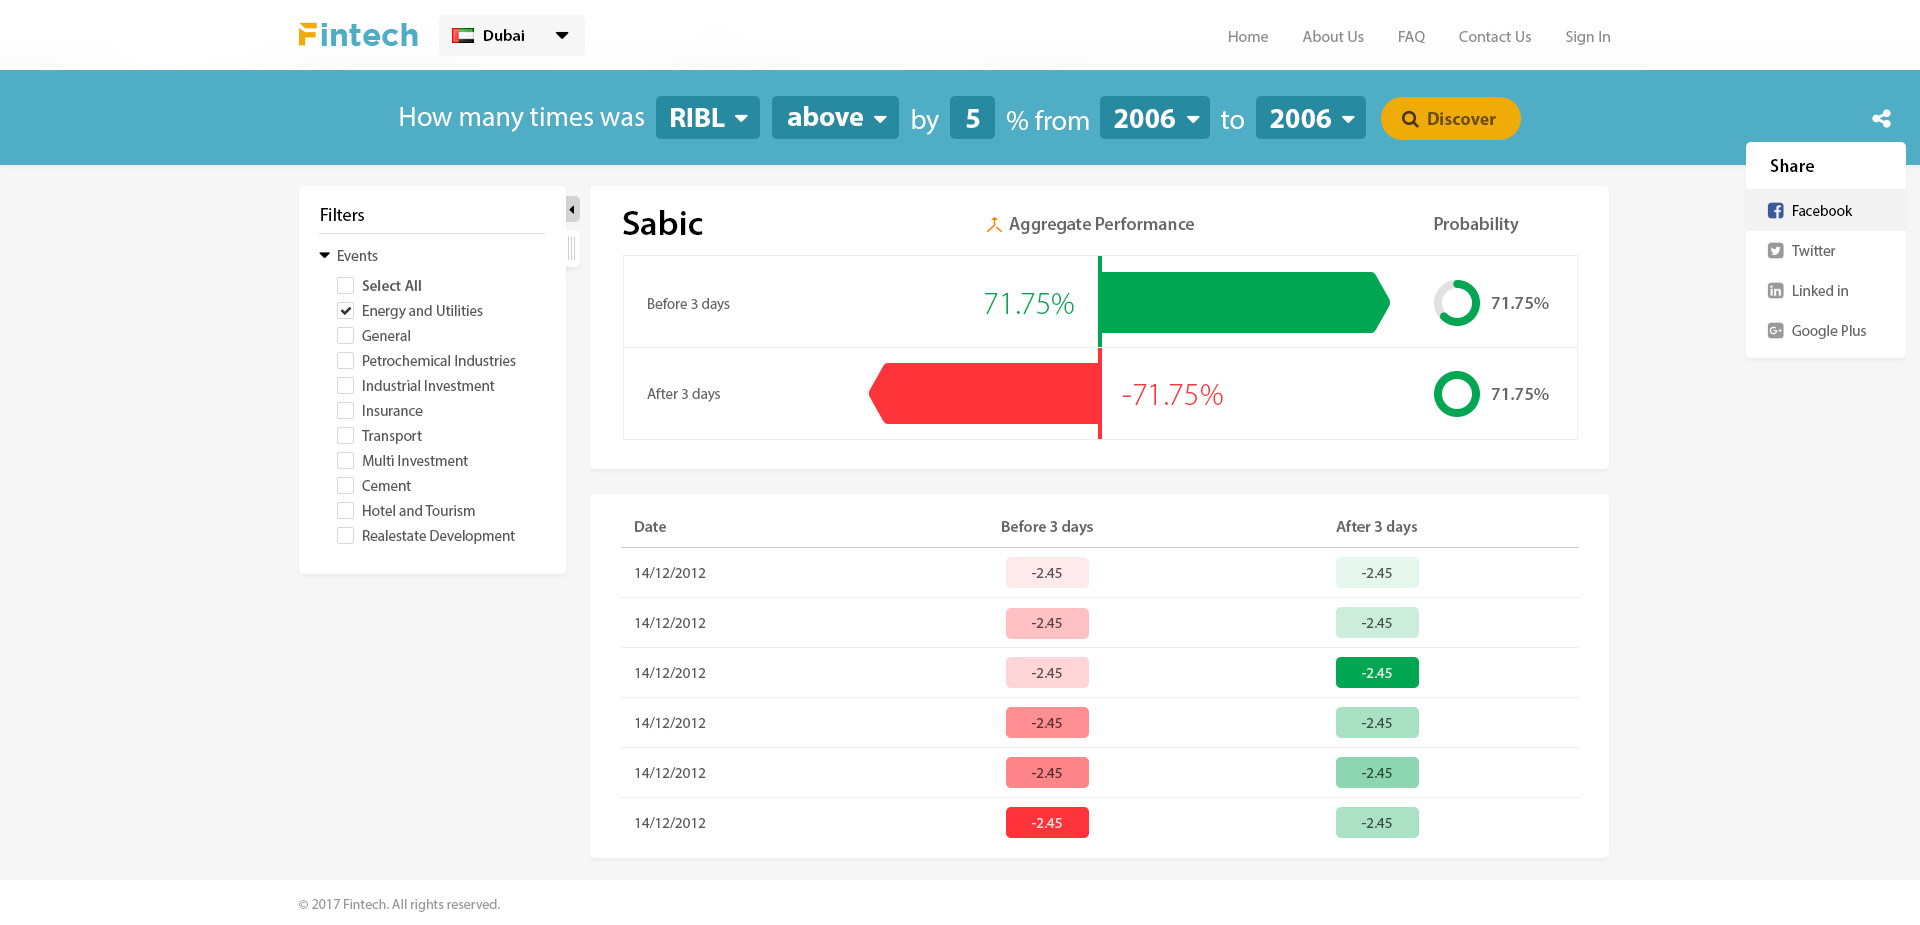 Fintech Dubai Home About Us FAQ Contact Us Sign In
How many times was RIBL above by 5 % from 2006 to 2006 Discover
Share
Facebook
Twitter
Linked in
Google Plus
Filters
Events
Select All
Energy and Utilities
General
Petrochemical Industries
Industrial Investment
Insurance
Transport
Multi Investment
Cement
Hotel and Tourism
Realestate Development
Sabic Aggregate Performance Probability
Before 3 days 71.75% 71.75%
After 3 days -71.75% 71.75%
Date Before 3 days After 3 days
14/12/2012 -2.45 -2.45
14/12/2012 -2.45 -2.45
14/12/2012 -2.45 -2.45
14/12/2012 -2.45 -2.45
14/12/2012 -2.45 -2.45
14/12/2012 -2.45 -2.45
© 2017 Fintech. All rights reserved.